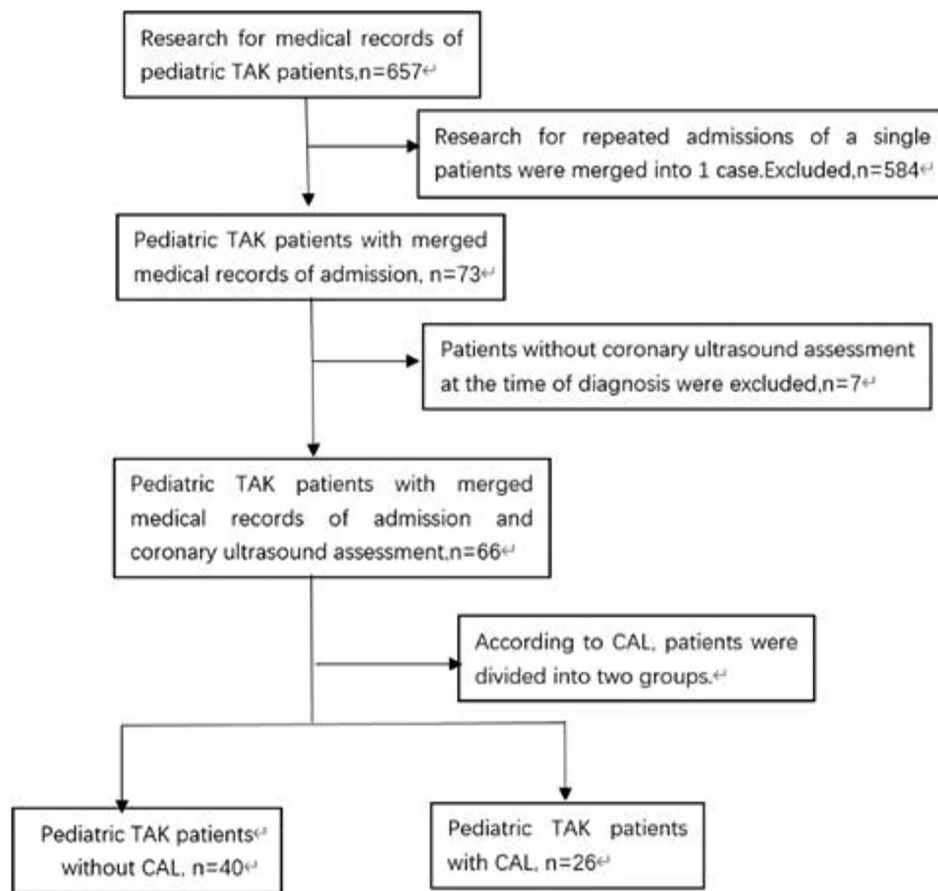 Research for medical records of
pediatric TAK patients,n=657↵
Research for repeated admissions of a single
patients were merged into 1 case.Excluded,n=584↵
Pediatric TAK patients with merged
medical records of admission, n=73↵
Patients without coronary ultrasound assessment
at the time of diagnosis were excluded,n=7↵
Pediatric TAK patients with merged
medical records of admission and
coronary ultrasound assessment,n=66↵
According to CAL, patients were
divided into two groups.↵
Pediatric TAK patients↵
without CAL, n=40↵
Pediatric TAK patients
with CAL, n=26↵